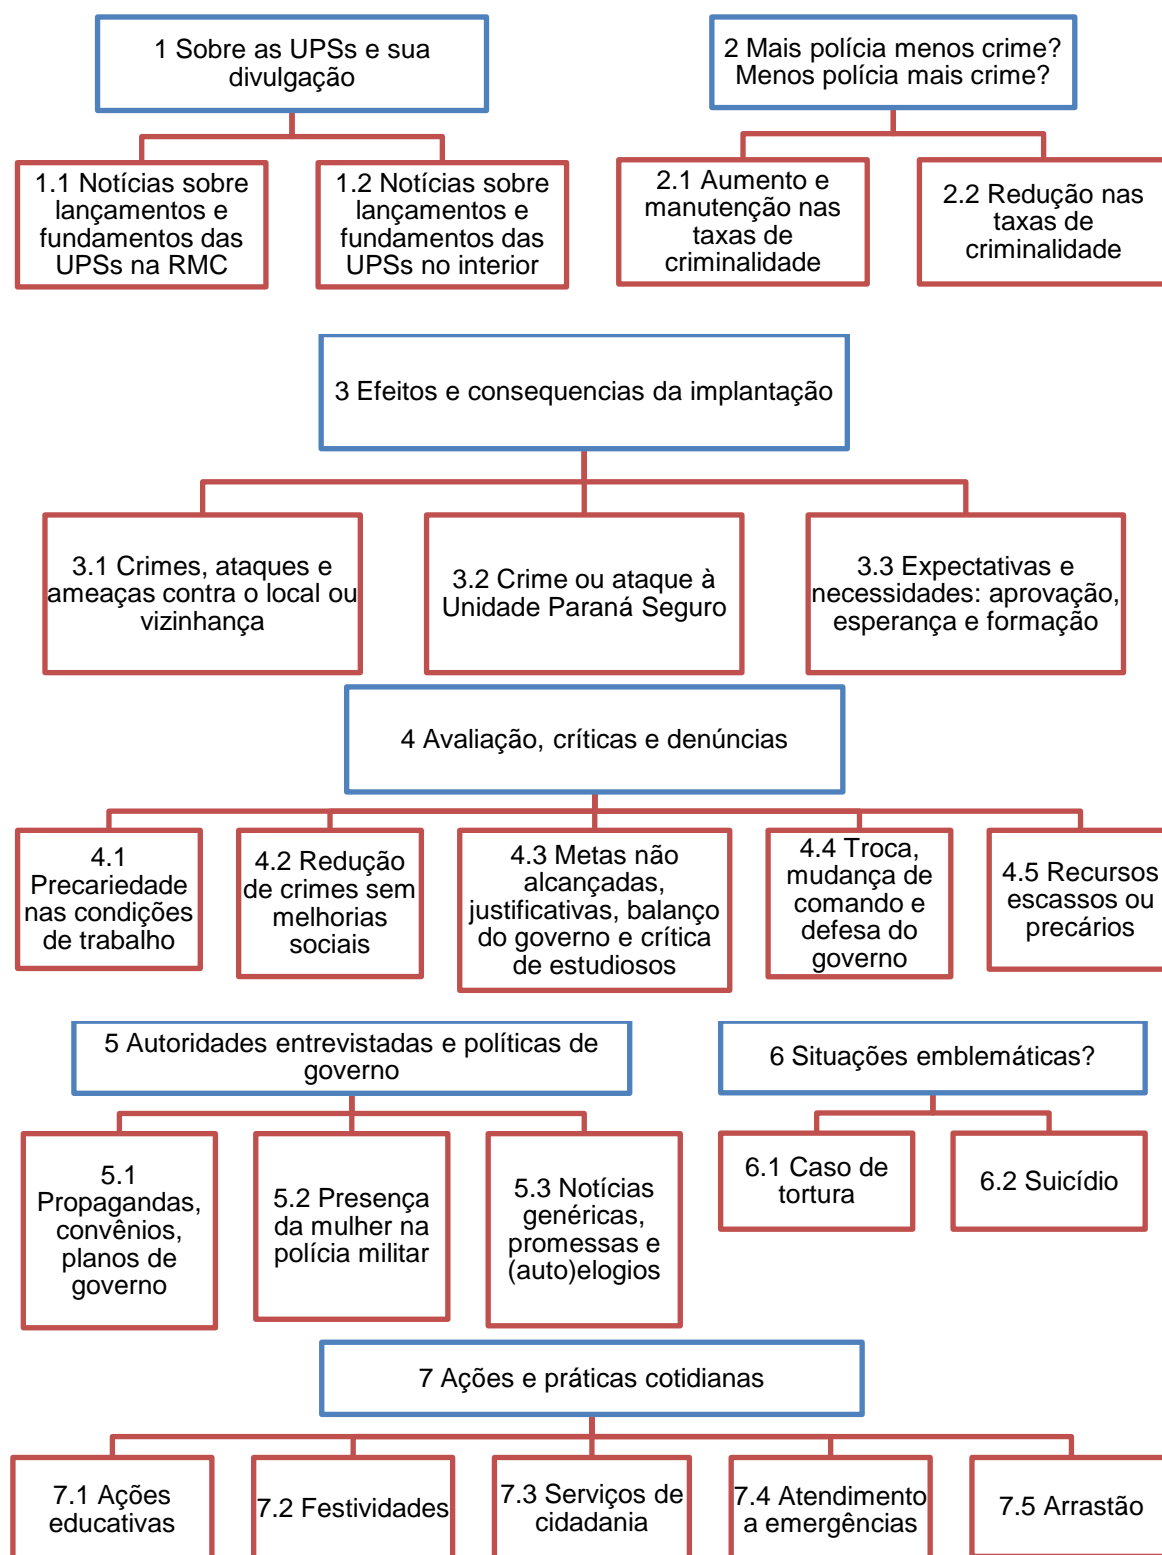 1 Sobre as UPSs e sua
divulgação
2 Mais polícia menos crime?
Menos polícia mais crime?
1.1 Notícias sobre
lançamentos e
fundamentos das
UPSs na RMC
1.2 Notícias sobre
lançamentos e
fundamentos das
UPSs no interior
2.1 Aumento e
manutenção nas
taxas de
criminalidade
2.2 Redução nas
taxas de
criminalidade
3 Efeitos e consequencias da implantação
3.1 Crimes, ataques e
ameaças contra o local ou
vizinhança
3.2 Crime ou ataque à
Unidade Paraná Seguro
3.3 Expectativas e
necessidades: aprovação,
esperança e formação
4 Avaliação, críticas e denúncias
4.1
Precariedade
nas condições
de trabalho
4.2 Redução
de crimes sem
melhorias
sociais
4.3 Metas não
alcançadas,
justificativas, balanço
do governo e crítica
de estudiosos
4.4 Troca,
mudança de
comando e
defesa do
governo
4.5 Recursos
escassos ou
precários
5 Autoridades entrevistadas e políticas de
governo
6 Situações emblemáticas?
5.1
Propagandas,
convênios,
planos de
governo
5.2 Presença
da mulher na
polícia militar
5.3 Notícias
genéricas,
promessas e
(auto)elogios
6.1 Caso de
tortura
6.2 Suicídio
7 Ações e práticas cotidianas
7.1 Ações
educativas
7.2 Festividades
7.3 Serviços de
cidadania
7.4 Atendimento
a emergências
7.5 Arrastão